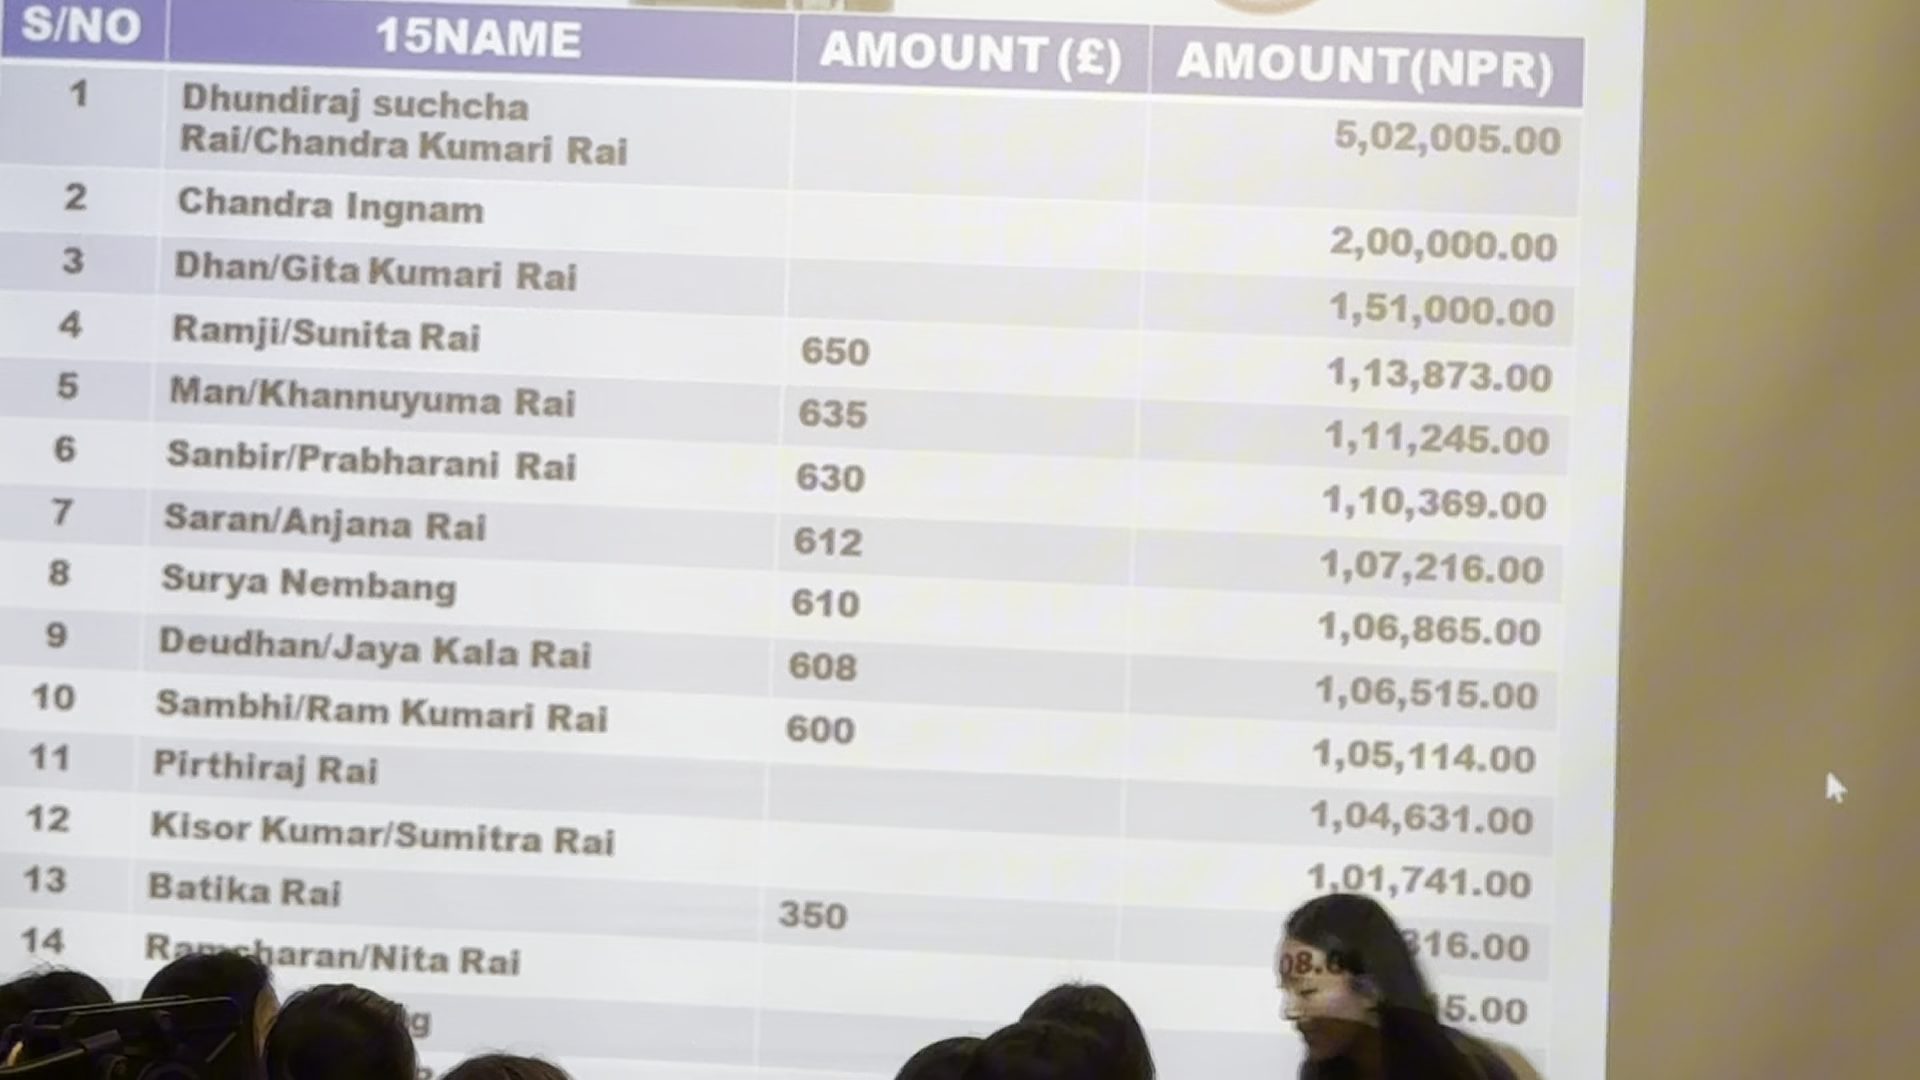 S/NO 15NAME AMOUNT (£) AMOUNT(NPR)
1 Dhundiraj suchcha
Rai/Chandra Kumari Rai 5,02,005.00
2 Chandra Ingnam 2,00,000.00
3 Dhan/Gita Kumari Rai 1,51,000.00
4 Ramji/Sunita Rai 650 1,13,873.00
5 Man/Khannuyuma Rai 635 1,11,245.00
6 Sanbir/Prabharani Rai 630 1,10,369.00
7 Saran/Anjana Rai 612 1,07,216.00
8 Surya Nembang 610 1,06,865.00
9 Deudhan/Jaya Kala Rai 608 1,06,515.00
10 Sambhi/Ram Kumari Rai 600 1,05,114.00
11 Pirthiraj Rai 1,04,631.00
12 Kisor Kumar/Sumitra Rai 1,01,741.00
13 Batika Rai 350
14 Ramcharan/Nita Rai